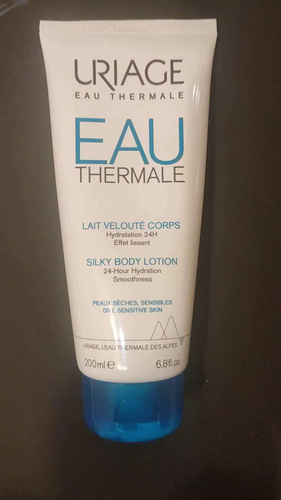 URIAGE
EAU THERMALE
EAU
THERMALE
LAIT VELOUTÉ CORPS
Hydratation 24H
Effet lissant
SILKY BODY LOTION
24-Hour Hydration
Smoothness
PEAUX SÈCHES, SENSIBLES
DRY, SENSITIVE SKIN
URIAGE, L'EAU THERMALE DES ALPES
200ml e 6.8fl.oz.